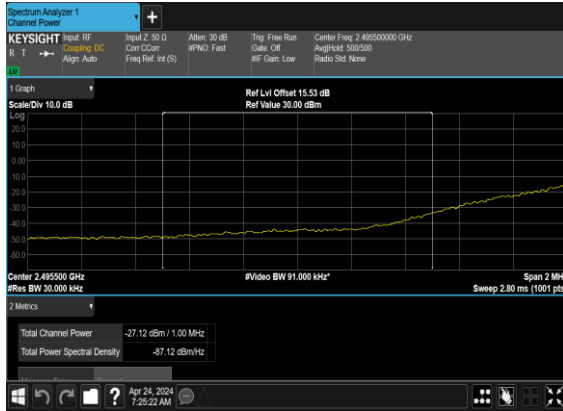 Spectrum Analyzer 1
Channel Power
+
KEYSIGHT
R T
LV
Input: RF
Coupling: DC
Align: Auto
Input Z: 50 Ω
Corr CCorr
Freq Ref: Int (S)
Atten: 30 dB
#PNO: Fast
Trig: Free Run
Gate: Off
#IF Gain: Low
Center Freq: 2.495500000 GHz
Avg|Hold: 500/500
Radio Std: None
1 Graph
Scale/Div 10.0 dB
Ref Lvl Offset 15.53 dB
Ref Value 30.00 dBm
Log
20.0
10.0
0.00
-10.0
-20.0
-30.0
-40.0
-50.0
-60.0
Center 2.495500 GHz
#Res BW 30.000 kHz
#Video BW 91.000 kHz*
Span 2 MH
Sweep 2.80 ms (1001 pts
2 Metrics
Total Channel Power -27.12 dBm / 1.00 MHz
Total Power Spectral Density -87.12 dBm/Hz
?
Apr 24, 2024
7:25:22 AM